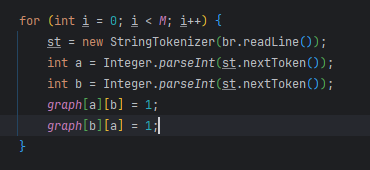 for (int i = 0; i < M; i++) {
    st = new StringTokenizer(br.readLine());
    int a = Integer.parseInt(st.nextToken());
    int b = Integer.parseInt(st.nextToken());
    graph[a][b] = 1;
    graph[b][a] = 1;
}